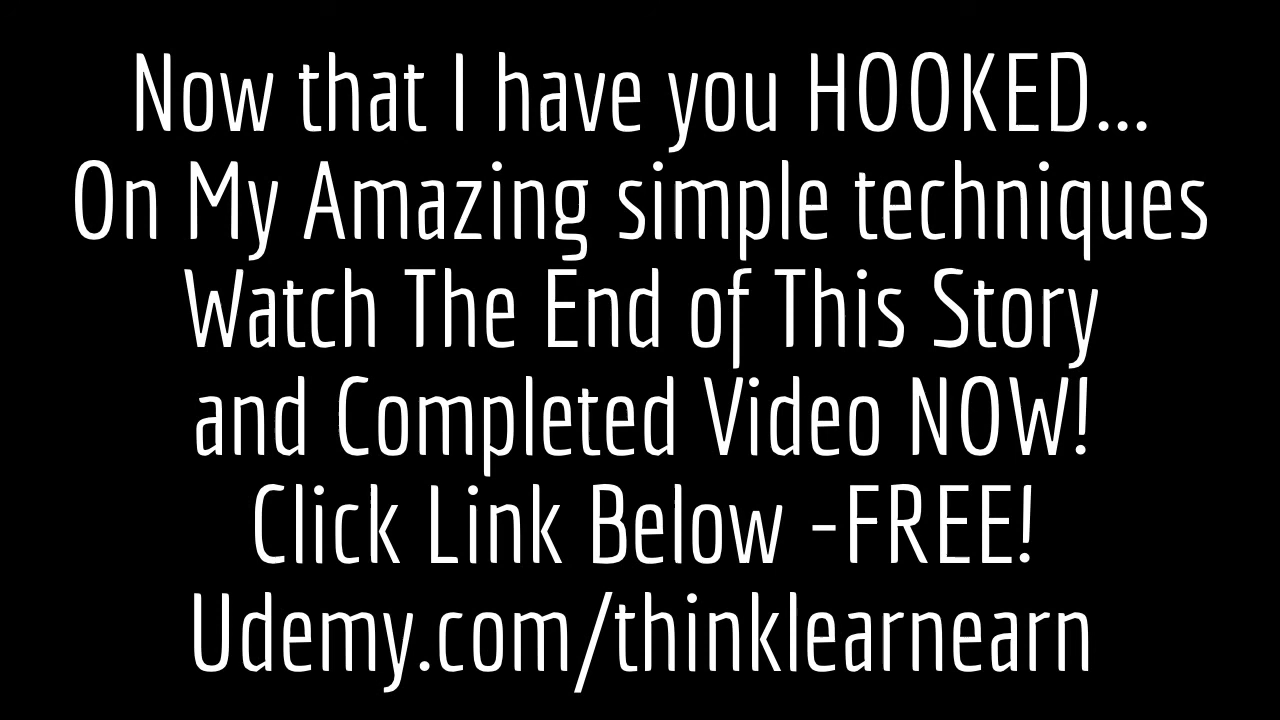 Now that I have you HOOKED...
On My Amazing simple techniques
Watch The End of This Story
and Completed Video NOW!
Click Link Below -FREE!
Udemy.com/thinklearnearn